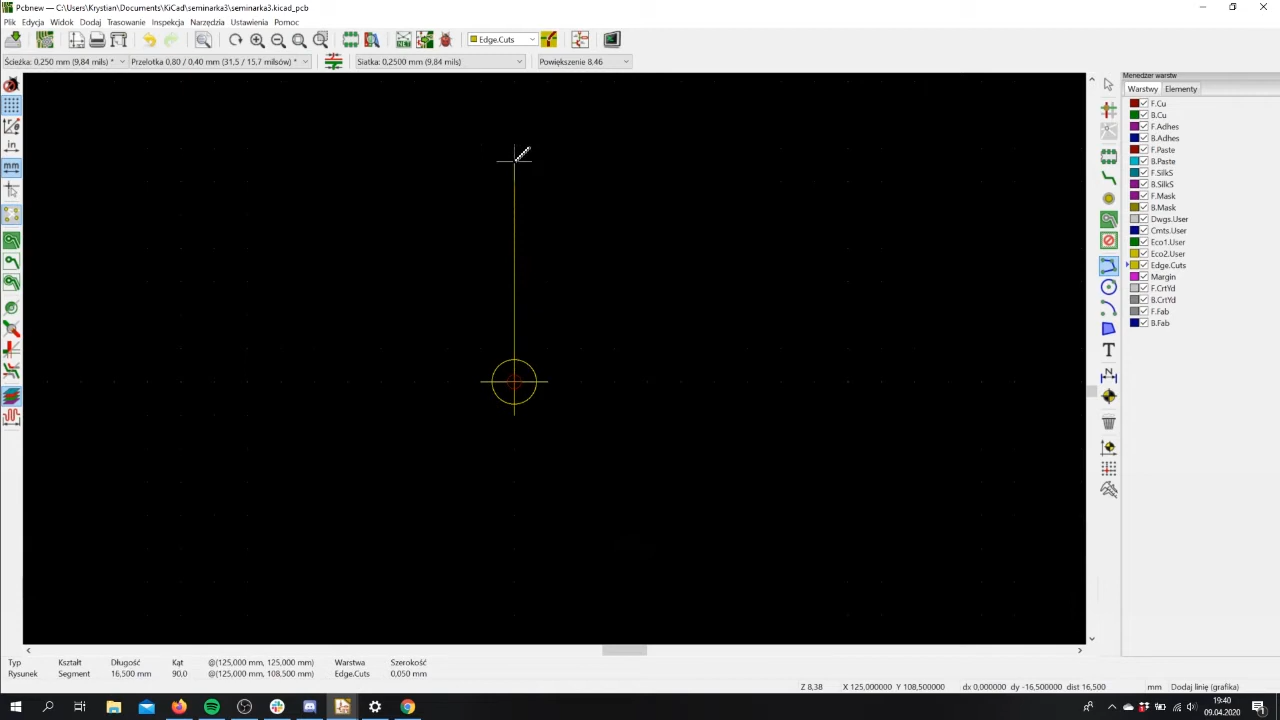 Pcbnew — C:\Users\Krystian\Documents\KiCad\seminarka3\seminarka3.kicad_pcb
Plik Edycja Widok Dodaj Trasowanie Inspekcja Narzędzia Ustawienia Pomoc
Edge.Cuts
Ścieżka: 0,250 mm (9,84 mils) * Przelotka 0.80 / 0.40 mm (31.5 / 15.7 milsów) * Siatka: 0,2500 mm (9,84 mils) Powiększenie 8,46
in
mm
Menedżer warstw
Warstwy Elementy
F.Cu
B.Cu
F.Adhes
B.Adhes
F.Paste
B.Paste
F.SilkS
B.SilkS
F.Mask
B.Mask
Dwgs.User
Cmts.User
Eco1.User
Eco2.User
Edge.Cuts
Margin
F.CrtYd
B.CrtYd
F.Fab
B.Fab
T
N
Typ Kształt Długość Kąt @(125,000 mm, 125,000 mm) Warstwa Szerokość
Rysunek Segment 16,500 mm 90,0 @(125,000 mm, 108,500 mm) Edge.Cuts 0,050 mm
Z 8,38 X 125,000000 Y 108,500000 dx 0,000000 dy -16,500000 dist 16,500 mm Dodaj linię (grafika)
19:40
09.04.2020